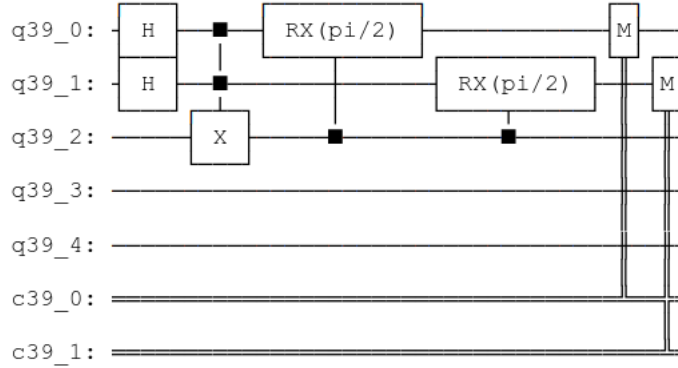 q39_0: H RX(pi/2) M
q39_1: H RX(pi/2) M
q39_2: X
q39_3:
q39_4:
c39_0:
c39_1: